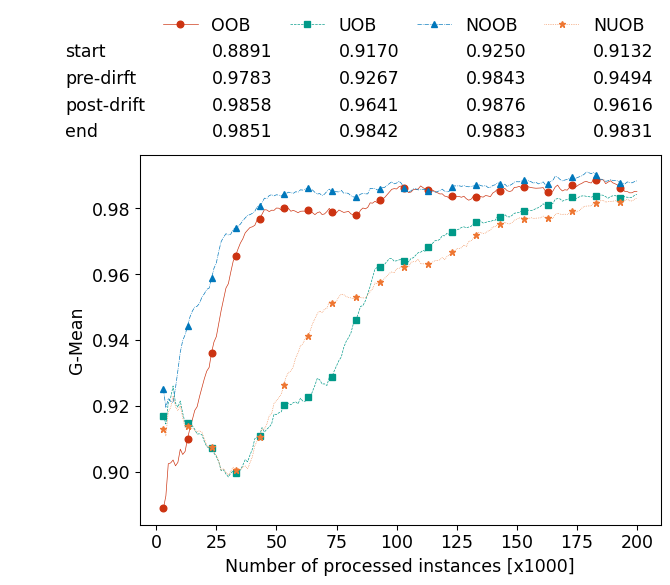 OOB UOB NOOB NUOB
start 0.8891 0.9170 0.9250 0.9132
pre-dirft 0.9783 0.9267 0.9843 0.9494
post-drift 0.9858 0.9641 0.9876 0.9616
end 0.9851 0.9842 0.9883 0.9831
0.98
0.96
0.94
0.92
0.90
G-Mean
0 25 50 75 100 125 150 175 200
Number of processed instances [x1000]